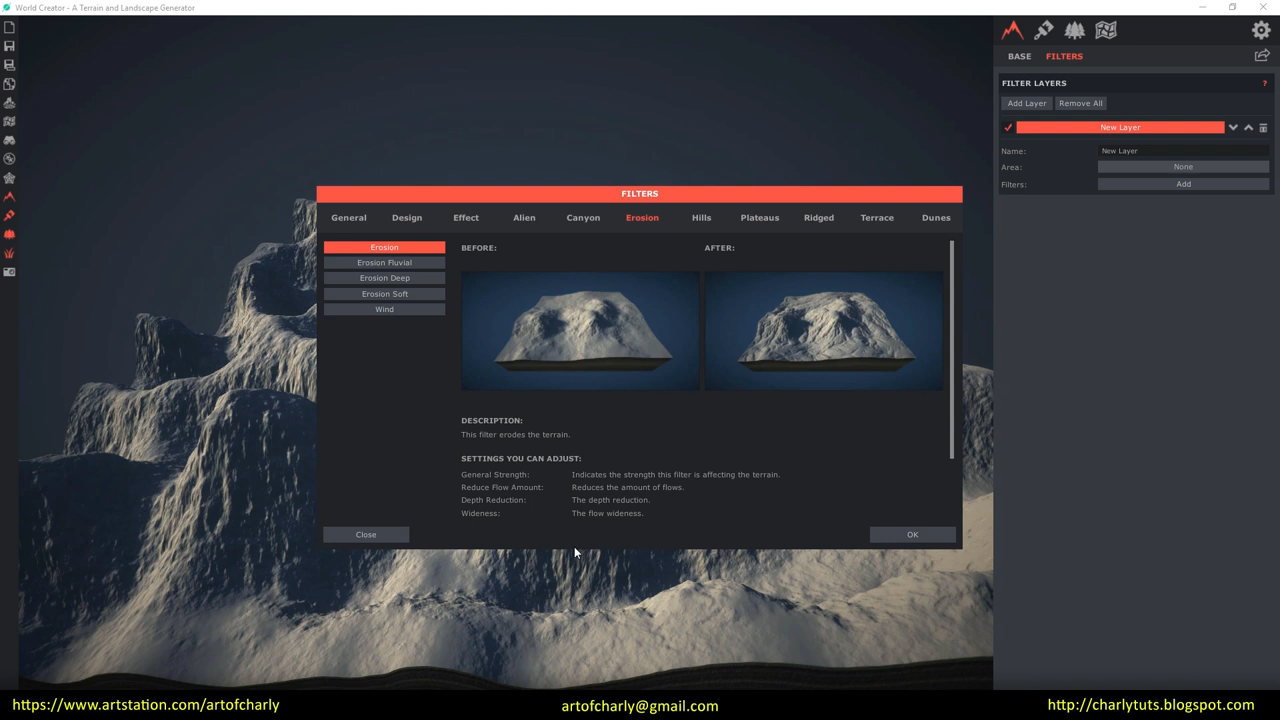 World Creator - A Terrain and Landscape Generator
BASE
FILTERS
FILTER LAYERS
?
Add Layer
Remove All
New Layer
Name:
New Layer
Area:
None
Filters:
Add
FILTERS
General
Design
Effect
Alien
Canyon
Erosion
Hills
Plateaus
Ridged
Terrace
Dunes
Erosion
Erosion Fluvial
Erosion Deep
Erosion Soft
Wind
BEFORE:
AFTER:
DESCRIPTION:
This filter erodes the terrain.
SETTINGS YOU CAN ADJUST:
General Strength: Indicates the strength this filter is affecting the terrain.
Reduce Flow Amount: Reduces the amount of flows.
Depth Reduction: The depth reduction.
Wideness: The flow wideness.
Close
OK
https://www.artstation.com/artofcharly
artofcharly@gmail.com
http://charlytuts.blogspot.com